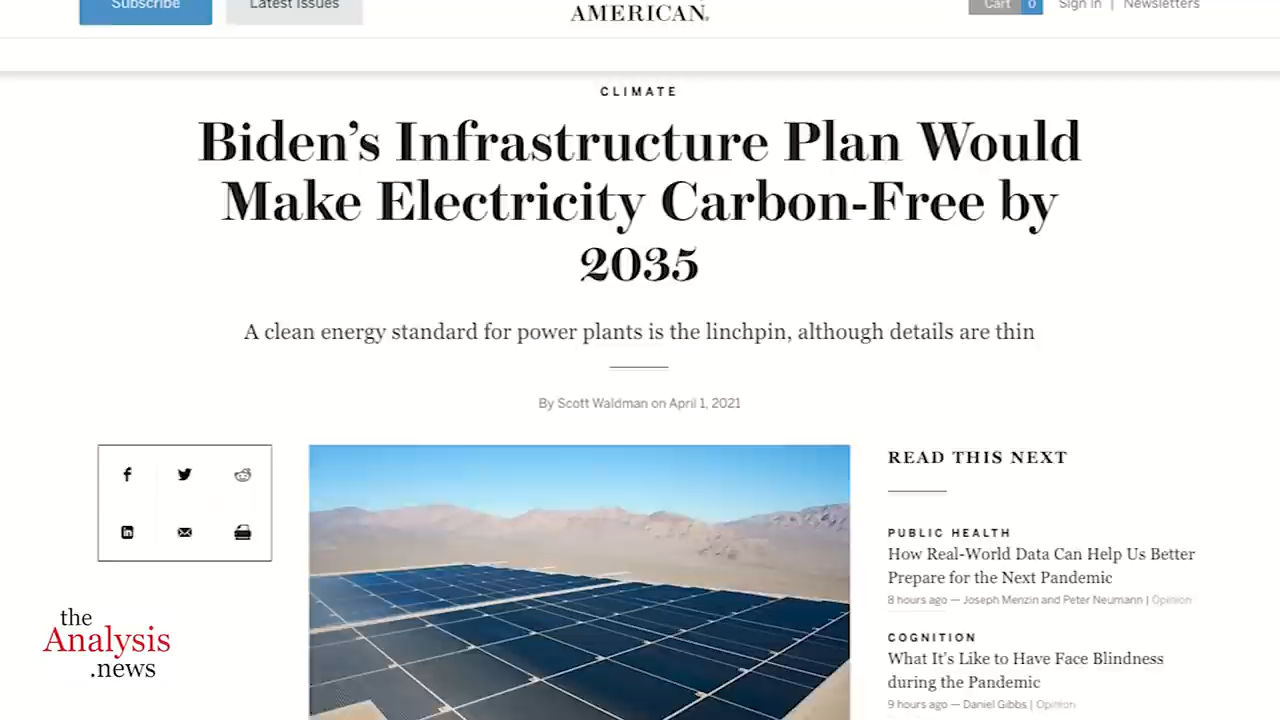 Subscribe
Latest Issues
AMERICAN
Cart 0
Sign In | Newsletters
CLIMATE
Biden’s Infrastructure Plan Would
Make Electricity Carbon-Free by
2035
A clean energy standard for power plants is the linchpin, although details are thin
By Scott Waldman on April 1, 2021
READ THIS NEXT
PUBLIC HEALTH
How Real-World Data Can Help Us Better
Prepare for the Next Pandemic
8 hours ago — Joseph Menzin and Peter Neumann | Opinion
COGNITION
What It’s Like to Have Face Blindness
during the Pandemic
9 hours ago — Daniel Gibbs | Opinion
the
Analysis
.news